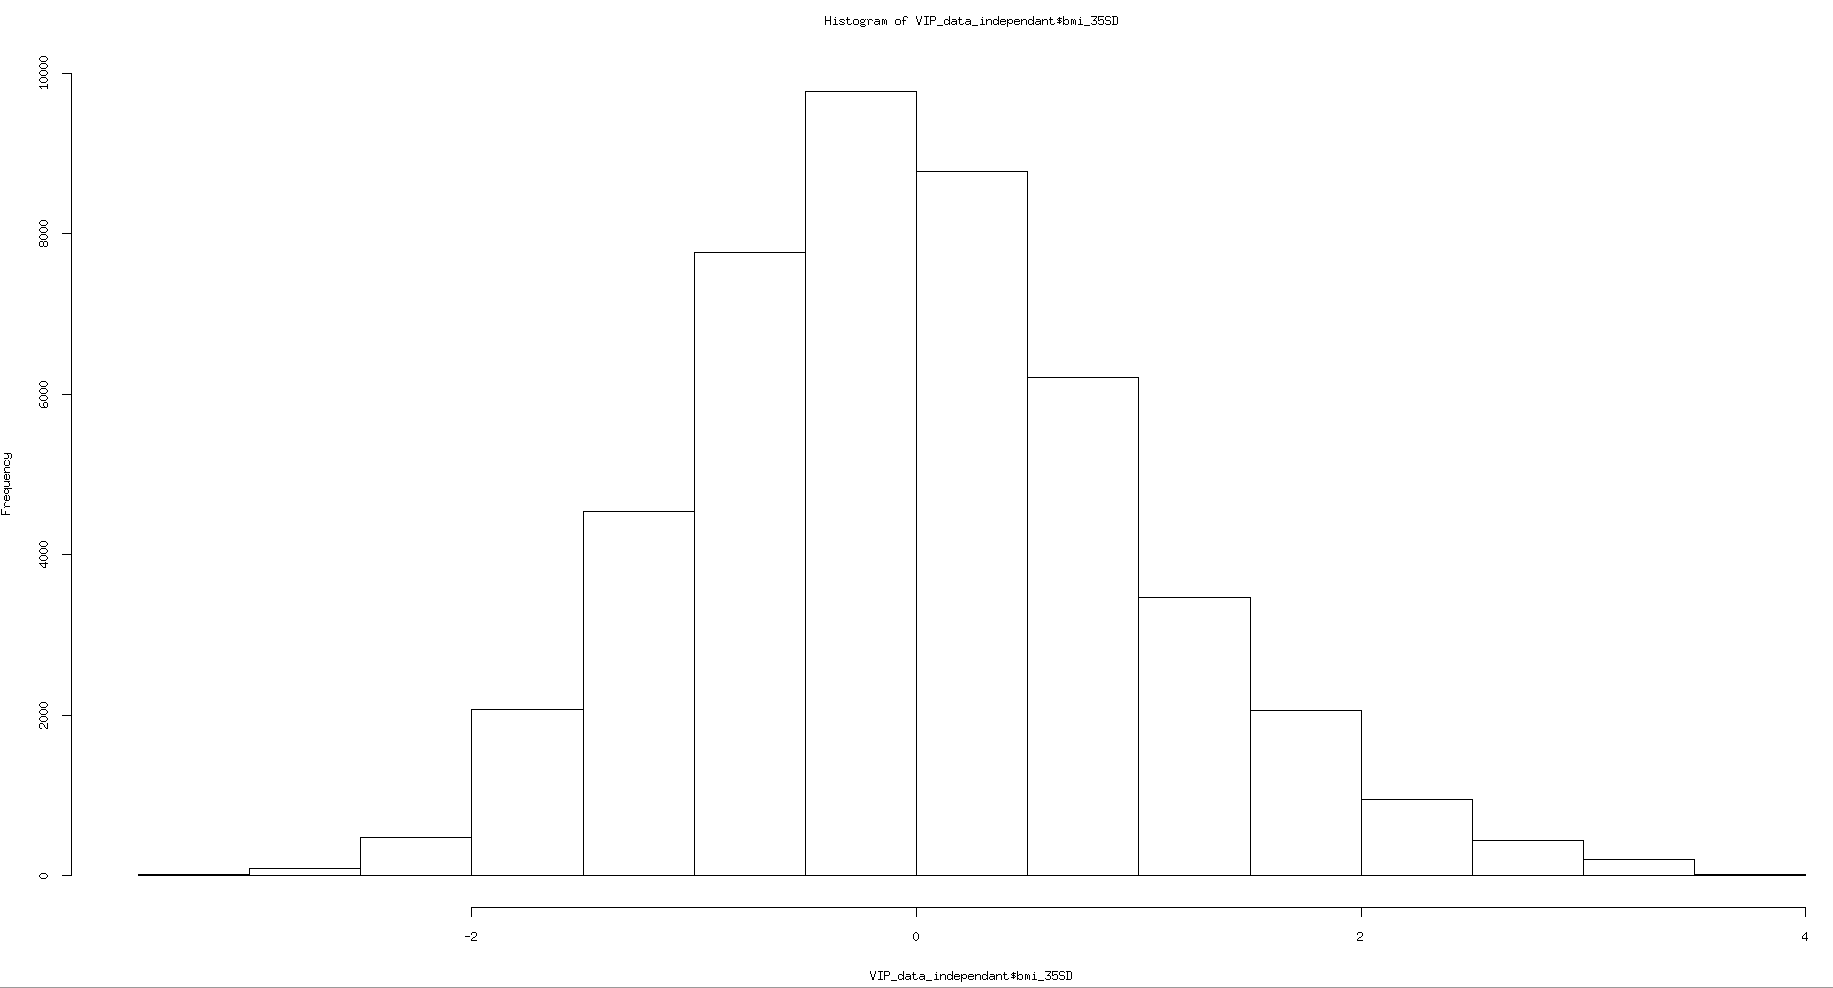 Histogram of VIP_data_independant$bmi_35SD
10000
8000
6000
4000
2000
0
Frequency
-2 0 2 4
VIP_data_independant$bmi_35SD